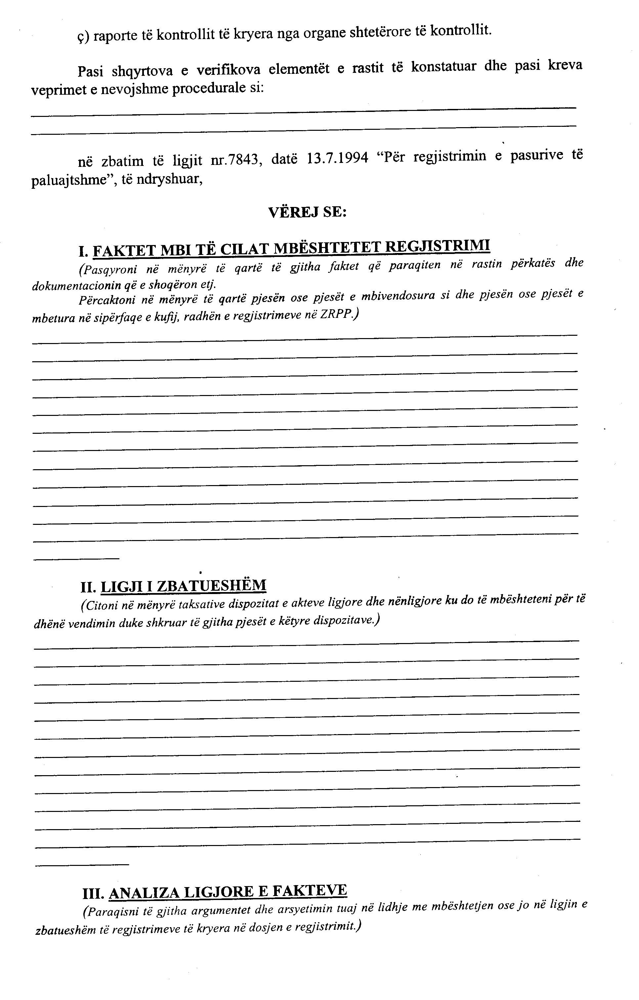 ç) raporte të kontrollit të kryera nga organe shtetërore të kontrollit.
Pasi shqyrtova e verifikova elementët e rastit të konstatuar dhe pasi kreva
veprimet e nevojshme procedurale si:
në zbatim të ligjit nr.7843, datë 13.7.1994 “Për regjistrimin e pasurive të
paluajtshme”, të ndryshuar,
VËREJ SE:
I. FAKTET MBI TË CILAT MBËSHTETET REGJISTRIMI
(Pasqyroni në mënyrë të qartë të gjitha faktet që paraqiten në rastin përkatës dhe
dokumentacionin që e shoqëron etj.
Përcaktoni në mënyrë të qartë pjesën ose pjesët e mbivendosura si dhe pjesën ose pjesët e
mbetura në sipërfaqe e kufij, radhën e regjistrimeve në ZRPP.)
II. LIGJI I ZBATUESHËM
(Citoni në mënyrë taksative dispozitat e akteve ligjore dhe nënligjore ku do të mbështeteni për të
dhënë vendimin duke shkruar të gjitha pjesët e këtyre dispozitave.)
III. ANALIZA LIGJORE E FAKTEVE
(Paraqisni të gjitha argumentet dhe arsyetimin tuaj në lidhje me mbështetjen ose jo në ligjin e
zbatueshëm të regjistrimeve të kryera në dosjen e regjistrimit.)